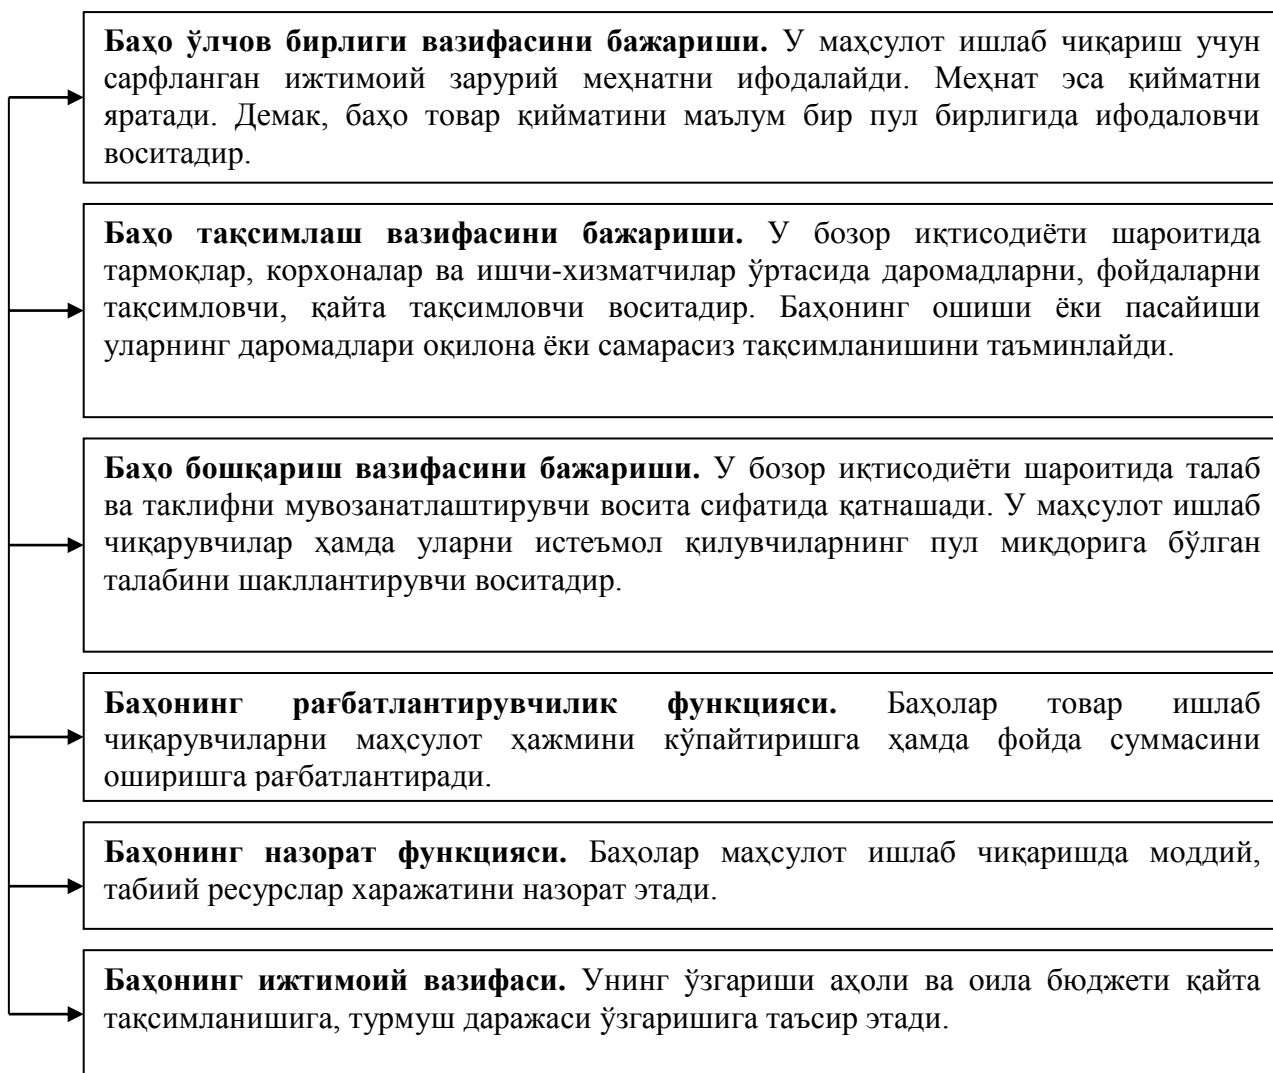 Баҳо ўлчов бирлиги вазифасини бажариши. У маҳсулот ишлаб чиқариш учун
сарфланган ижтимоий зарурий меҳнатни ифодалайди. Меҳнат эса қийматни
яратади. Демак, баҳо товар қийматини маълум бир пул бирлигида ифодаловчи
воситадир.
Баҳо тақсимлаш вазифасини бажариши. У бозор иқтисодиёти шароитида
тармоқлар, корхоналар ва ишчи-хизматчилар ўртасида даромадларни, фойдаларни
тақсимловчи, қайта тақсимловчи воситадир. Баҳонинг ошиши ёки пасайиши
уларнинг даромадлари оқилона ёки самарасиз тақсимланишини таъминлайди.
Баҳо бошқариш вазифасини бажариши. У бозор иқтисодиёти шароитида талаб
ва таклифни мувозанатлаштирувчи восита сифатида қатнашади. У маҳсулот ишлаб
чиқарувчилар ҳамда уларни истеъмол қилувчиларнинг пул миқдорига бўлган
талабини шакллантирувчи воситадир.
Баҳонинг рағбатлантирувчилик функцияси. Баҳолар товар ишлаб
чиқарувчиларни маҳсулот ҳажмини кўпайтиришга ҳамда фойда суммасини
оширишга рағбатлантиради.
Баҳонинг назорат функцияси. Баҳолар маҳсулот ишлаб чиқаришда моддий,
табиий ресурслар харажатини назорат этади.
Баҳонинг ижтимоий вазифаси. Унинг ўзгариши аҳоли ва оила бюджети қайта
тақсимланишига, турмуш даражаси ўзгаришига таъсир этади.